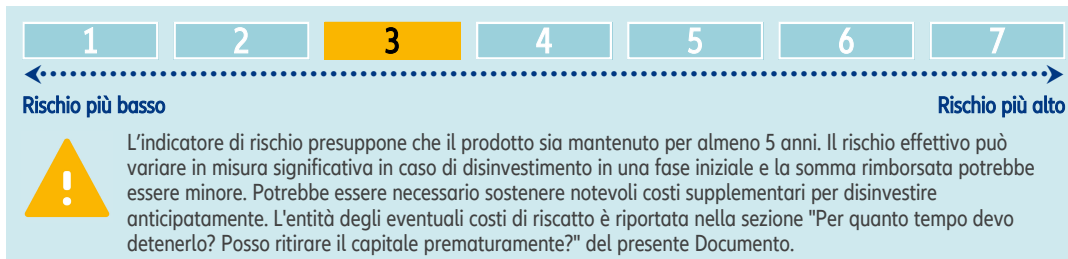 1 2 3 4 5 6 7
Rischio più basso Rischio più alto
L’indicatore di rischio presuppone che il prodotto sia mantenuto per almeno 5 anni. Il rischio effettivo può
variare in misura significativa in caso di disinvestimento in una fase iniziale e la somma rimborsata potrebbe
essere minore. Potrebbe essere necessario sostenere notevoli costi supplementari per disinvestire
anticipatamente. L'entità degli eventuali costi di riscatto è riportata nella sezione "Per quanto tempo devo
detenerlo? Posso ritirare il capitale prematuramente?" del presente Documento.